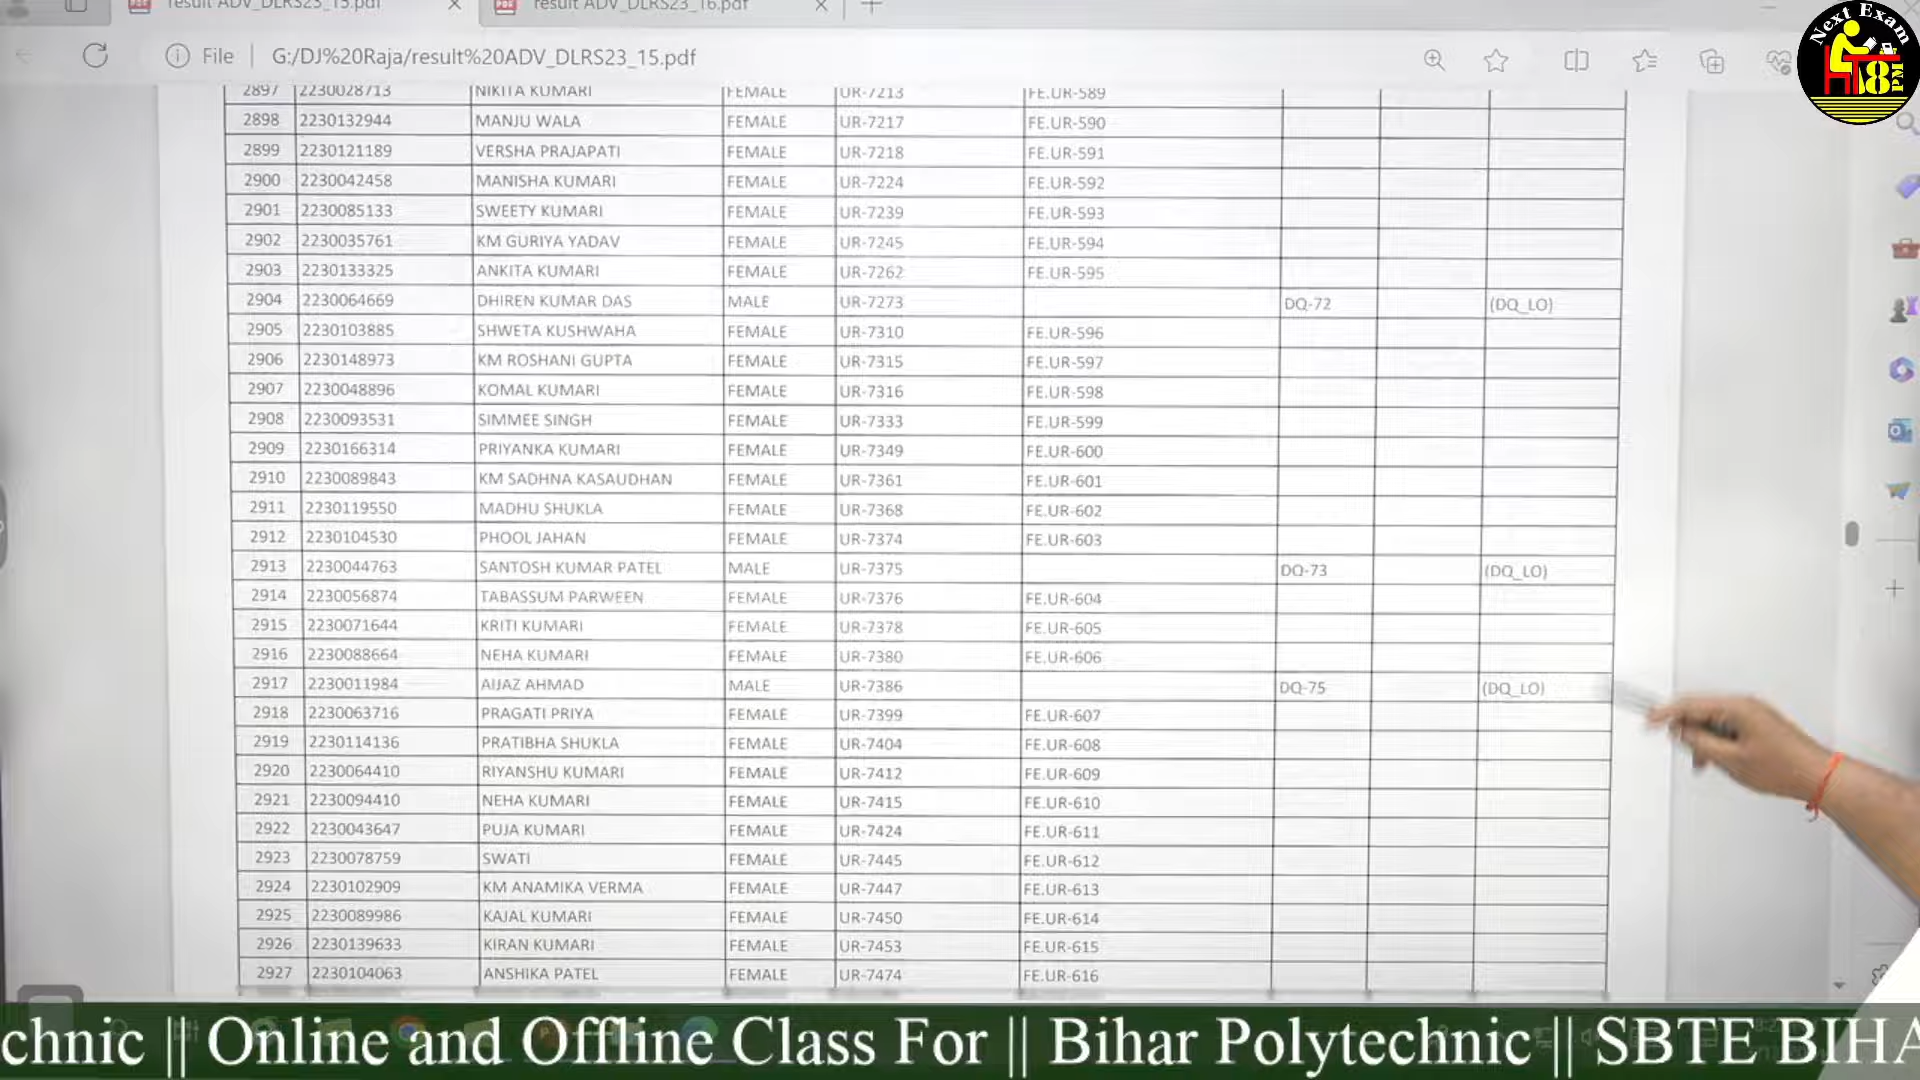 result ADV_DLRS23_15.pdf
result ADV_DLRS23_16.pdf
Next Exam
8 PM
File G:/DJ%20Raja/result%20ADV_DLRS23_15.pdf
2897 2230028713 NIKITA KUMARI FEMALE UR-7213 FE.UR-589
2898 2230132944 MANJU WALA FEMALE UR-7217 FE.UR-590
2899 2230121189 VERSHA PRAJAPATI FEMALE UR-7218 FE.UR-591
2900 2230042458 MANISHA KUMARI FEMALE UR-7224 FE.UR-592
2901 2230085133 SWEETY KUMARI FEMALE UR-7239 FE.UR-593
2902 2230035761 KM GURIYA YADAV FEMALE UR-7245 FE.UR-594
2903 2230133325 ANKITA KUMARI FEMALE UR-7262 FE.UR-595
2904 2230064669 DHIREN KUMAR DAS MALE UR-7273 DQ-72 (DQ_LO)
2905 2230103885 SHWETA KUSHWAHA FEMALE UR-7310 FE.UR-596
2906 2230148973 KM ROSHANI GUPTA FEMALE UR-7315 FE.UR-597
2907 2230048896 KOMAL KUMARI FEMALE UR-7316 FE.UR-598
2908 2230093531 SIMMEE SINGH FEMALE UR-7333 FE.UR-599
2909 2230166314 PRIYANKA KUMARI FEMALE UR-7349 FE.UR-600
2910 2230089843 KM SADHNA KASAUDHAN FEMALE UR-7361 FE.UR-601
2911 2230119550 MADHU SHUKLA FEMALE UR-7368 FE.UR-602
2912 2230104530 PHOOL JAHAN FEMALE UR-7374 FE.UR-603
2913 2230044763 SANTOSH KUMAR PATEL MALE UR-7375 DQ-73 (DQ_LO)
2914 2230056874 TABASSUM PARWEEN FEMALE UR-7376 FE.UR-604
2915 2230071644 KRITI KUMARI FEMALE UR-7378 FE.UR-605
2916 2230088664 NEHA KUMARI FEMALE UR-7380 FE.UR-606
2917 2230011984 AIJAZ AHMAD MALE UR-7386 DQ-75 (DQ_LO)
2918 2230063716 PRAGATI PRIYA FEMALE UR-7399 FE.UR-607
2919 2230114136 PRATIBHA SHUKLA FEMALE UR-7404 FE.UR-608
2920 2230064410 RIYANSHU KUMARI FEMALE UR-7412 FE.UR-609
2921 2230094410 NEHA KUMARI FEMALE UR-7415 FE.UR-610
2922 2230043647 PUJA KUMARI FEMALE UR-7424 FE.UR-611
2923 2230078759 SWATI FEMALE UR-7445 FE.UR-612
2924 2230102909 KM ANAMIKA VERMA FEMALE UR-7447 FE.UR-613
2925 2230089986 KAJAL KUMARI FEMALE UR-7450 FE.UR-614
2926 2230139633 KIRAN KUMARI FEMALE UR-7453 FE.UR-615
2927 2230104063 ANSHIKA PATEL FEMALE UR-7474 FE.UR-616
chnic || Online and Offline Class For || Bihar Polytechnic || SBTE BIHA